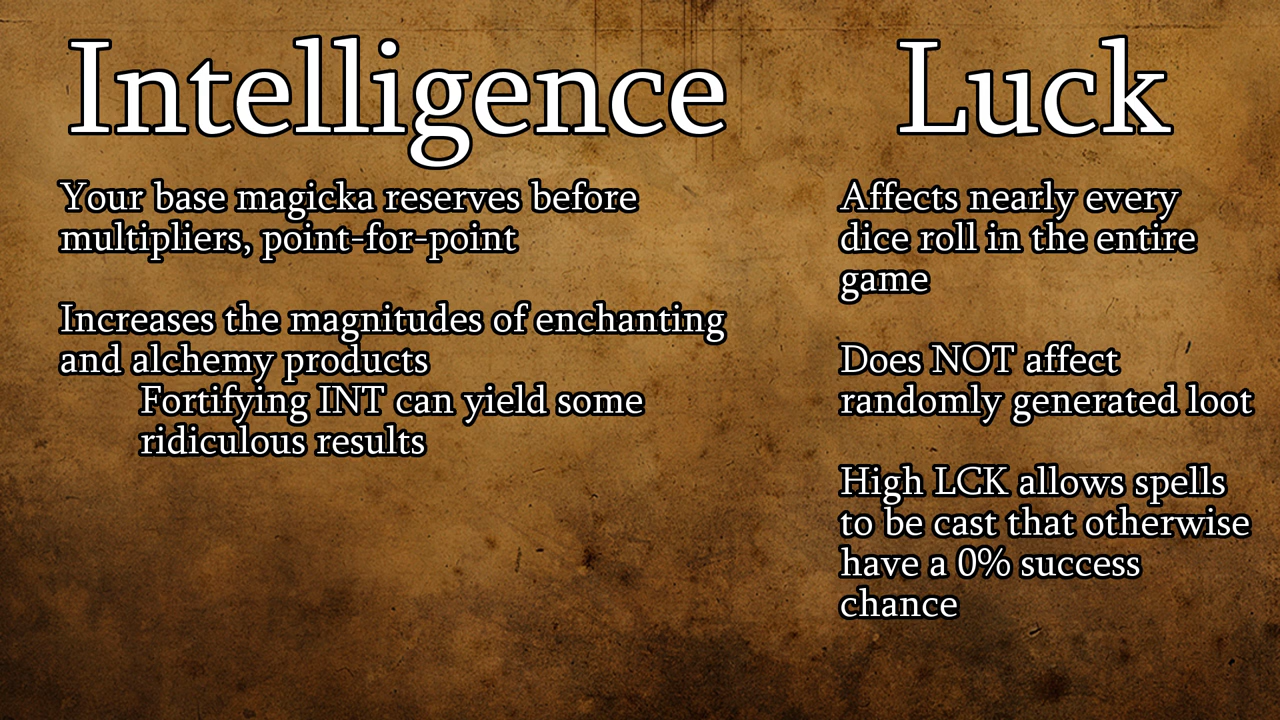 Intelligence
Your base magicka reserves before
multipliers, point-for-point
Increases the magnitudes of enchanting
and alchemy products
Fortifying INT can yield some
ridiculous results
Luck
Affects nearly every
dice roll in the entire
game
Does NOT affect
randomly generated loot
High LCK allows spells
to be cast that otherwise
have a 0% success
chance